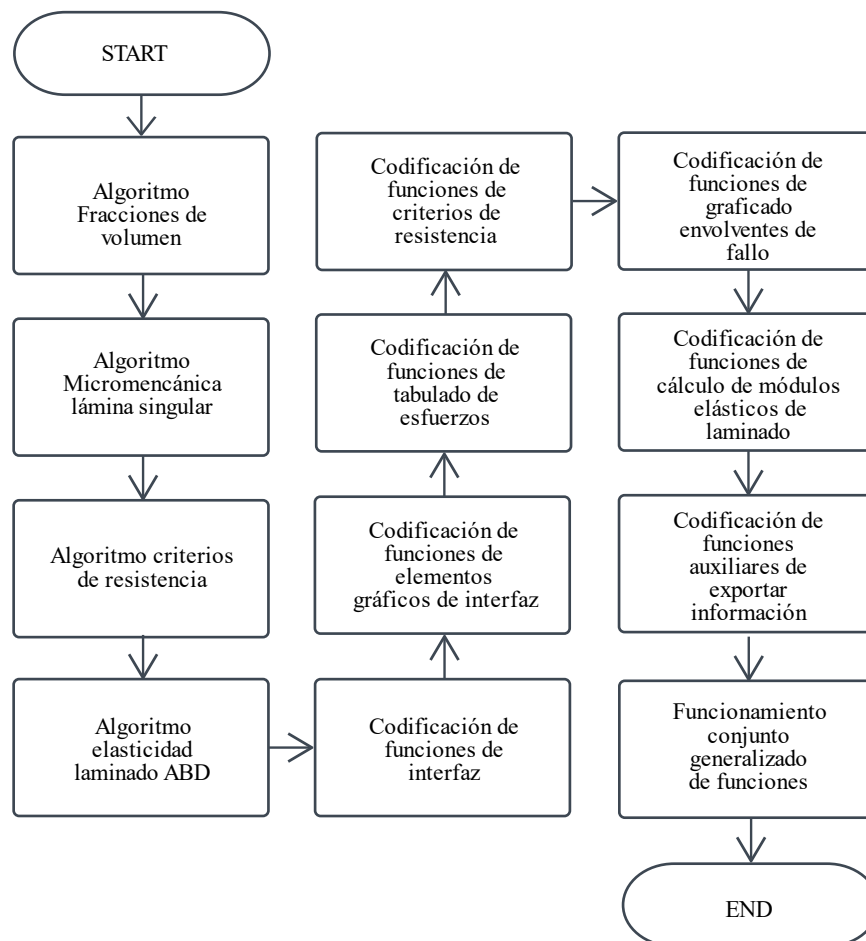 START
Algoritmo
Fracciones de
volumen
Algoritmo
Micromencánica
lámina singular
Algoritmo criterios
de resistencia
Algoritmo
elasticidad
laminado ABD
Codificación de
funciones de
interfaz
Codificación de
funciones de
elementos
gráficos de interfaz
Codificación de
funciones de
tabulado de
esfuerzos
Codificación de
funciones de
criterios de
resistencia
Codificación de
funciones de
graficado
envolventes de
fallo
Codificación de
funciones de
cálculo de módulos
elásticos de
laminado
Codificación de
funciones
auxiliares de
exportar
información
Funcionamiento
conjunto
generalizado
de funciones
END